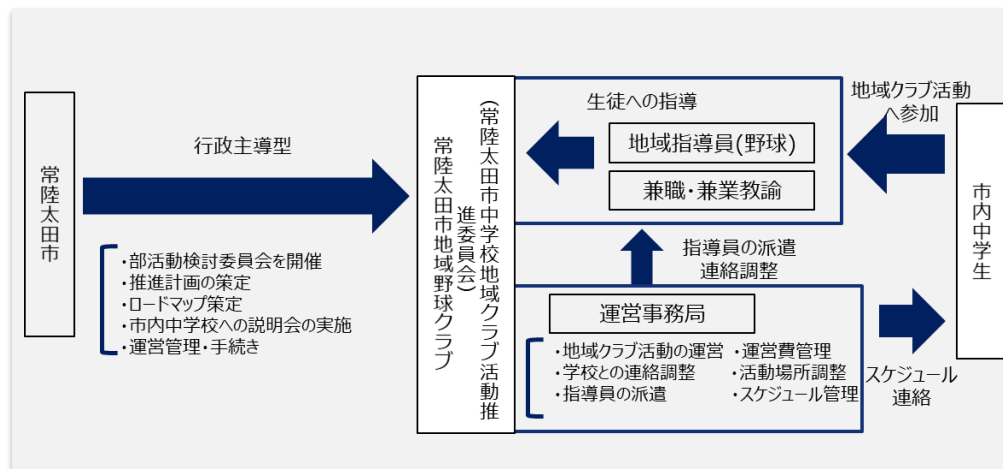 常陸太田市
行政主導型
・部活動検討委員会を開催
・推進計画の策定
・ロードマップ策定
・市内中学校への説明会の実施
・運営管理・手続き
(常陸太田市中学校地域クラブ活動推
進委員会)
常陸太田市地域野球クラブ
生徒への指導
地域指導員(野球)
兼職・兼業教諭
指導員の派遣
連絡調整
運営事務局
・地域クラブ活動の運営
・学校との連絡調整
・指導員の派遣
・運営費管理
・活動場所調整
・スケジュール管理
地域クラブ活動
へ参加
市内中学生
スケジュール
連絡